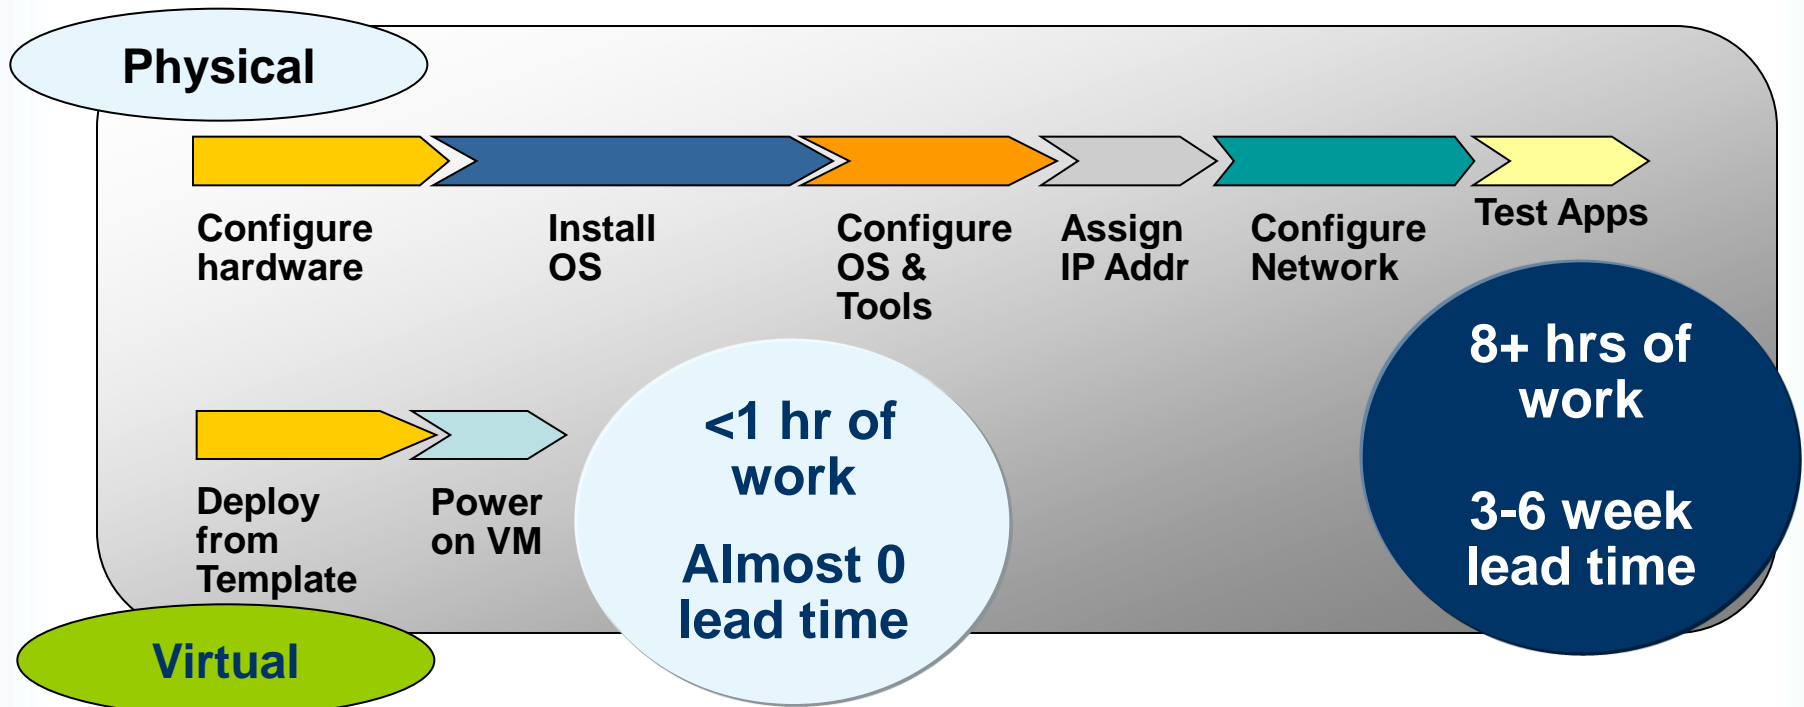 Physical
Configure
hardware
Install
OS
Configure
OS &
Tools
Assign
IP Addr
Configure
Network
Test Apps
8+ hrs of
work
3-6 week
lead time
Deploy
from
Template
Power
on VM
<1 hr of
work
Almost 0
lead time
Virtual